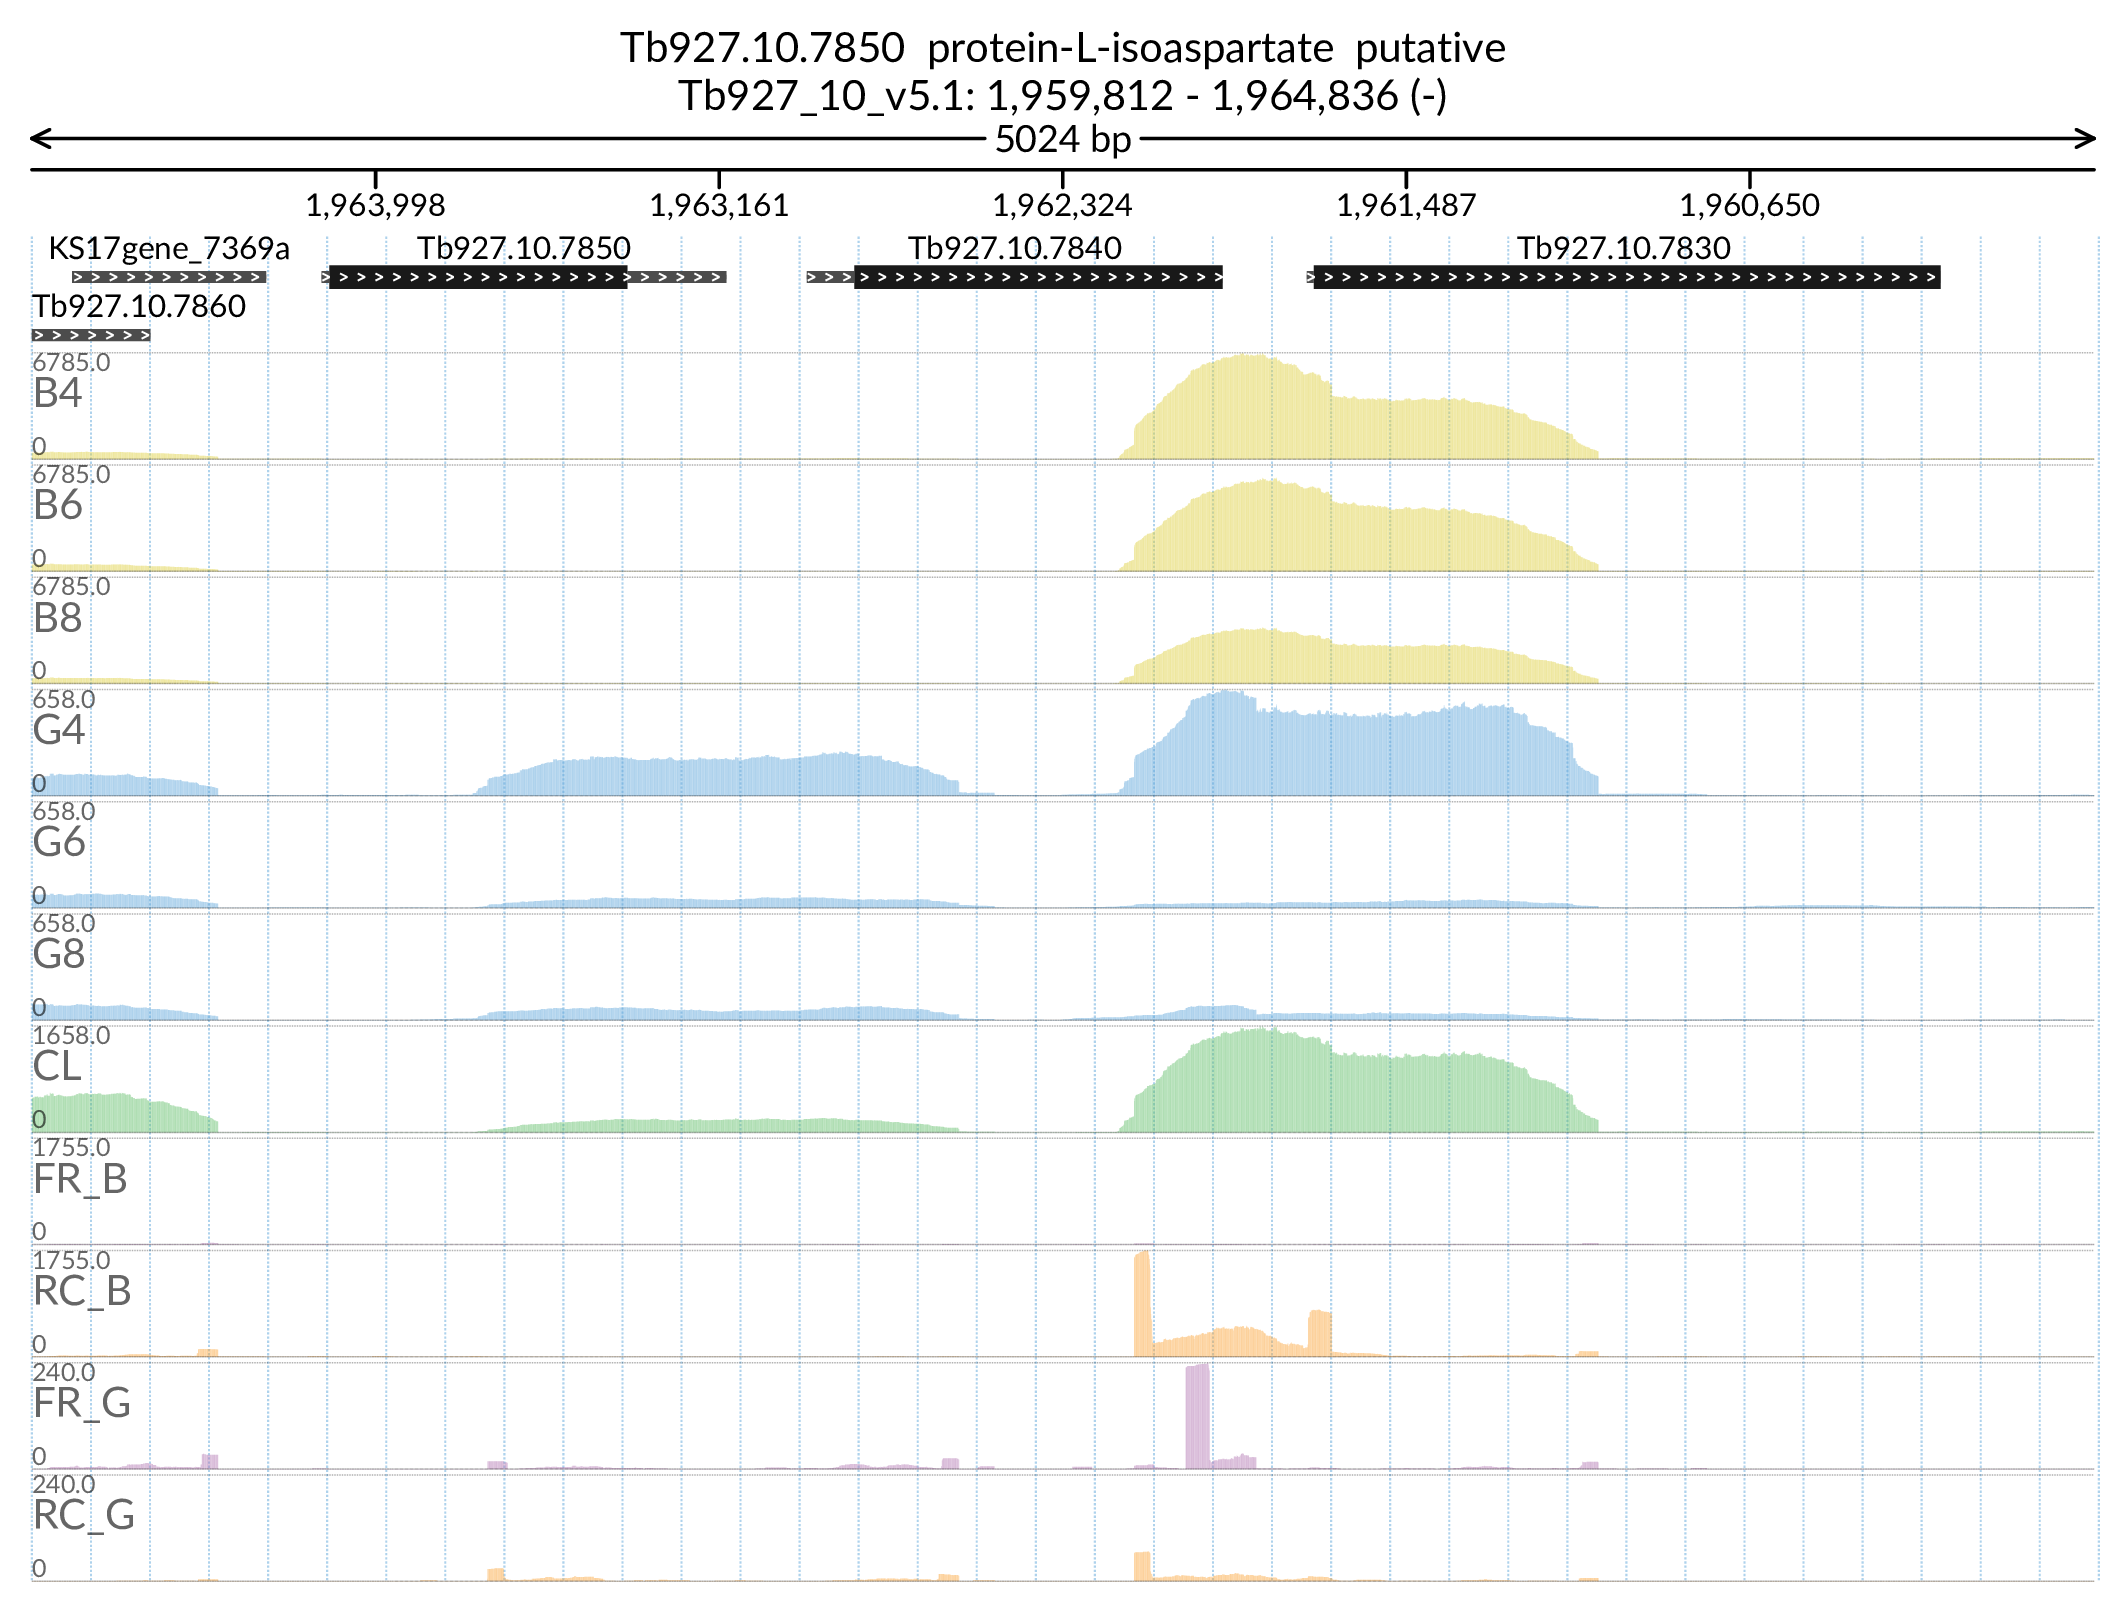 Tb927.10.7850 protein-L-isoaspartate putative
Tb927_10_v5.1: 1,959,812 - 1,964,836 (-)
5024 bp
1,963,998 1,963,161 1,962,324 1,961,487 1,960,650
KS17gene_7369a Tb927.10.7850 Tb927.10.7840 Tb927.10.7830
Tb927.10.7860
6785.0
B4
0
6785.0
B6
0
6785.0
B8
0
658.0
G4
0
658.0
G6
0
658.0
G8
0
1658.0
CL
0
1755.0
FR_B
0
1755.0
RC_B
0
240.0
FR_G
0
240.0
RC_G
0